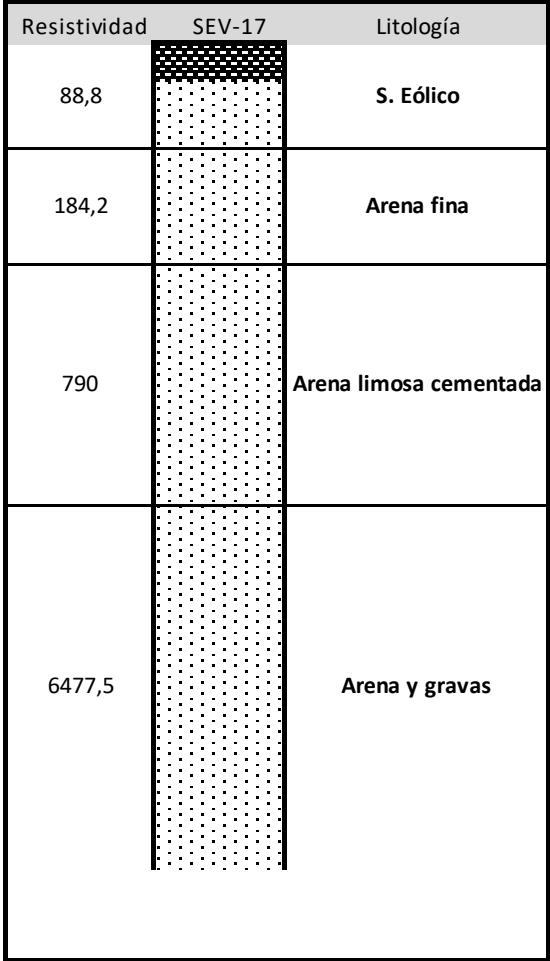 Resistividad SEV-17 Litología
88,8 S. Eólico
184,2 Arena fina
790 Arena limosa cementada
6477,5 Arena y gravas